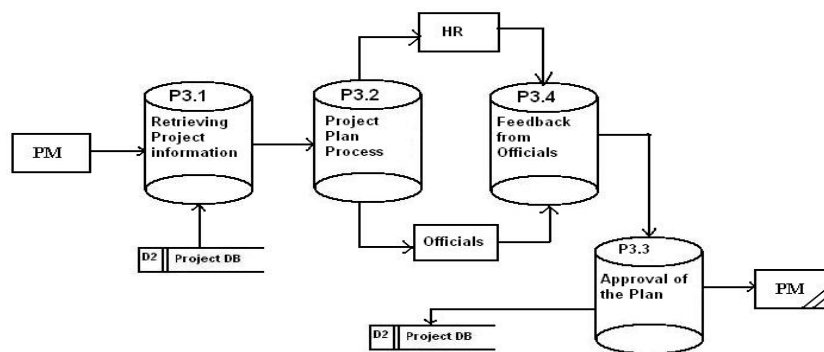 HR
P3.1
Retrieving
Project
information
P3.2
Project
Plan
Process
P3.4
Feedback
from
Officials
PM
D2 Project DB
Officials
P3.3
Approval of
the Plan
PM
D2 Project DB